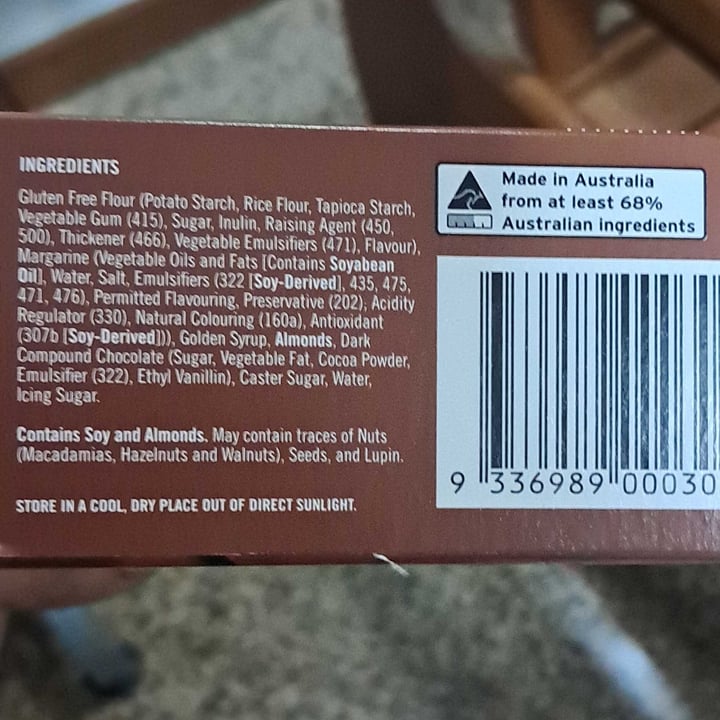 INGREDIENTS
Gluten Free Flour (Potato Starch, Rice Flour, Tapioca Starch,
Vegetable Gum (415), Sugar, Inulin, Raising Agent (450,
500), Thickener (466), Vegetable Emulsifiers (471), Flavour),
Margarine (Vegetable Oils and Fats [Contains Soyabean
Oil], Water, Salt, Emulsifiers (322 [Soy-Derived], 435, 475,
471, 476), Permitted Flavouring, Preservative (202), Acidity
Regulator (330), Natural Colouring (160a), Antioxidant
(307b [Soy-Derived])), Golden Syrup, Almonds, Dark
Compound Chocolate (Sugar, Vegetable Fat, Cocoa Powder,
Emulsifier (322), Ethyl Vanillin), Caster Sugar, Water,
Icing Sugar.
Contains Soy and Almonds. May contain traces of Nuts
(Macadamias, Hazelnuts and Walnuts), Seeds, and Lupin.
STORE IN A COOL, DRY PLACE OUT OF DIRECT SUNLIGHT.
Made in Australia
from at least 68%
Australian ingredients
9 336989 00030